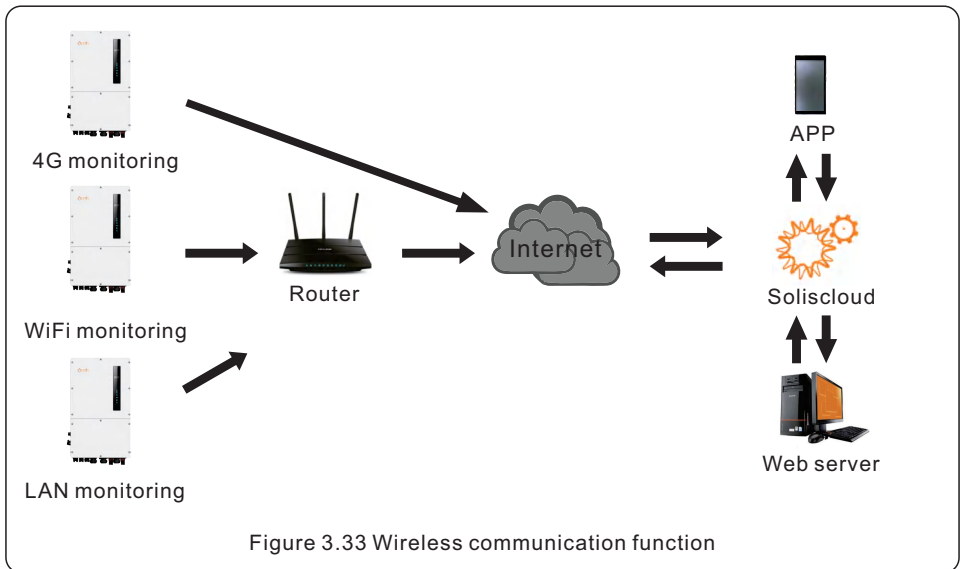 4G monitoring
APP
Internet
Router
Soliscloud
WiFi monitoring
Web server
LAN monitoring
Figure 3.33 Wireless communication function